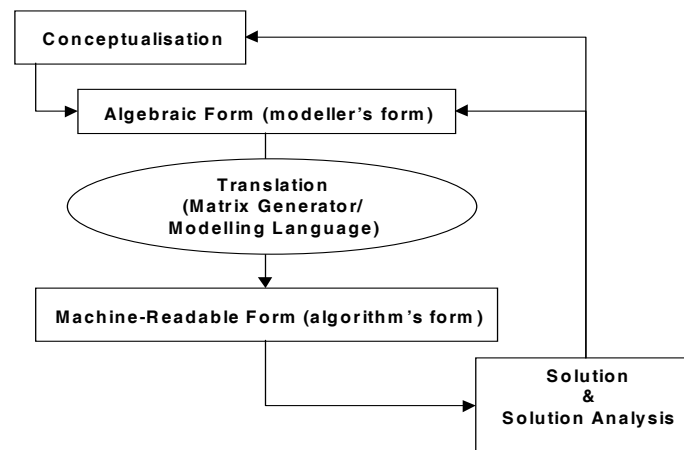 Conceptualisation
Algebraic Form (modeller's form)
Translation
(Matrix Generator/
Modelling Language)
Machine-Readable Form (algorithm's form)
Solution
&
Solution Analysis